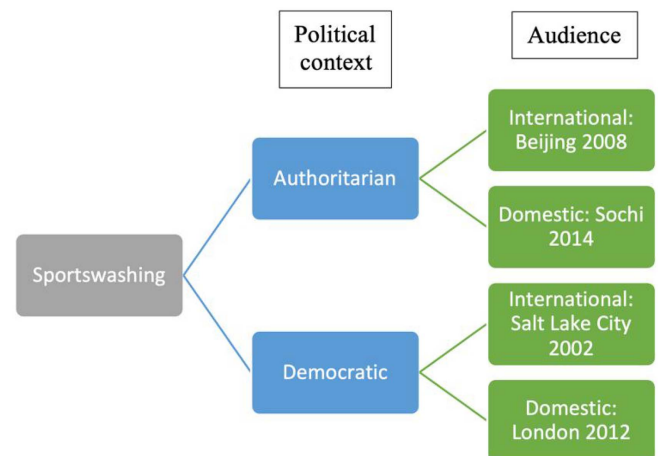 Political
context
Audience
Sportswashing
Authoritarian
International:
Beijing 2008
Domestic: Sochi
2014
Democratic
International:
Salt Lake City
2002
Domestic:
London 2012